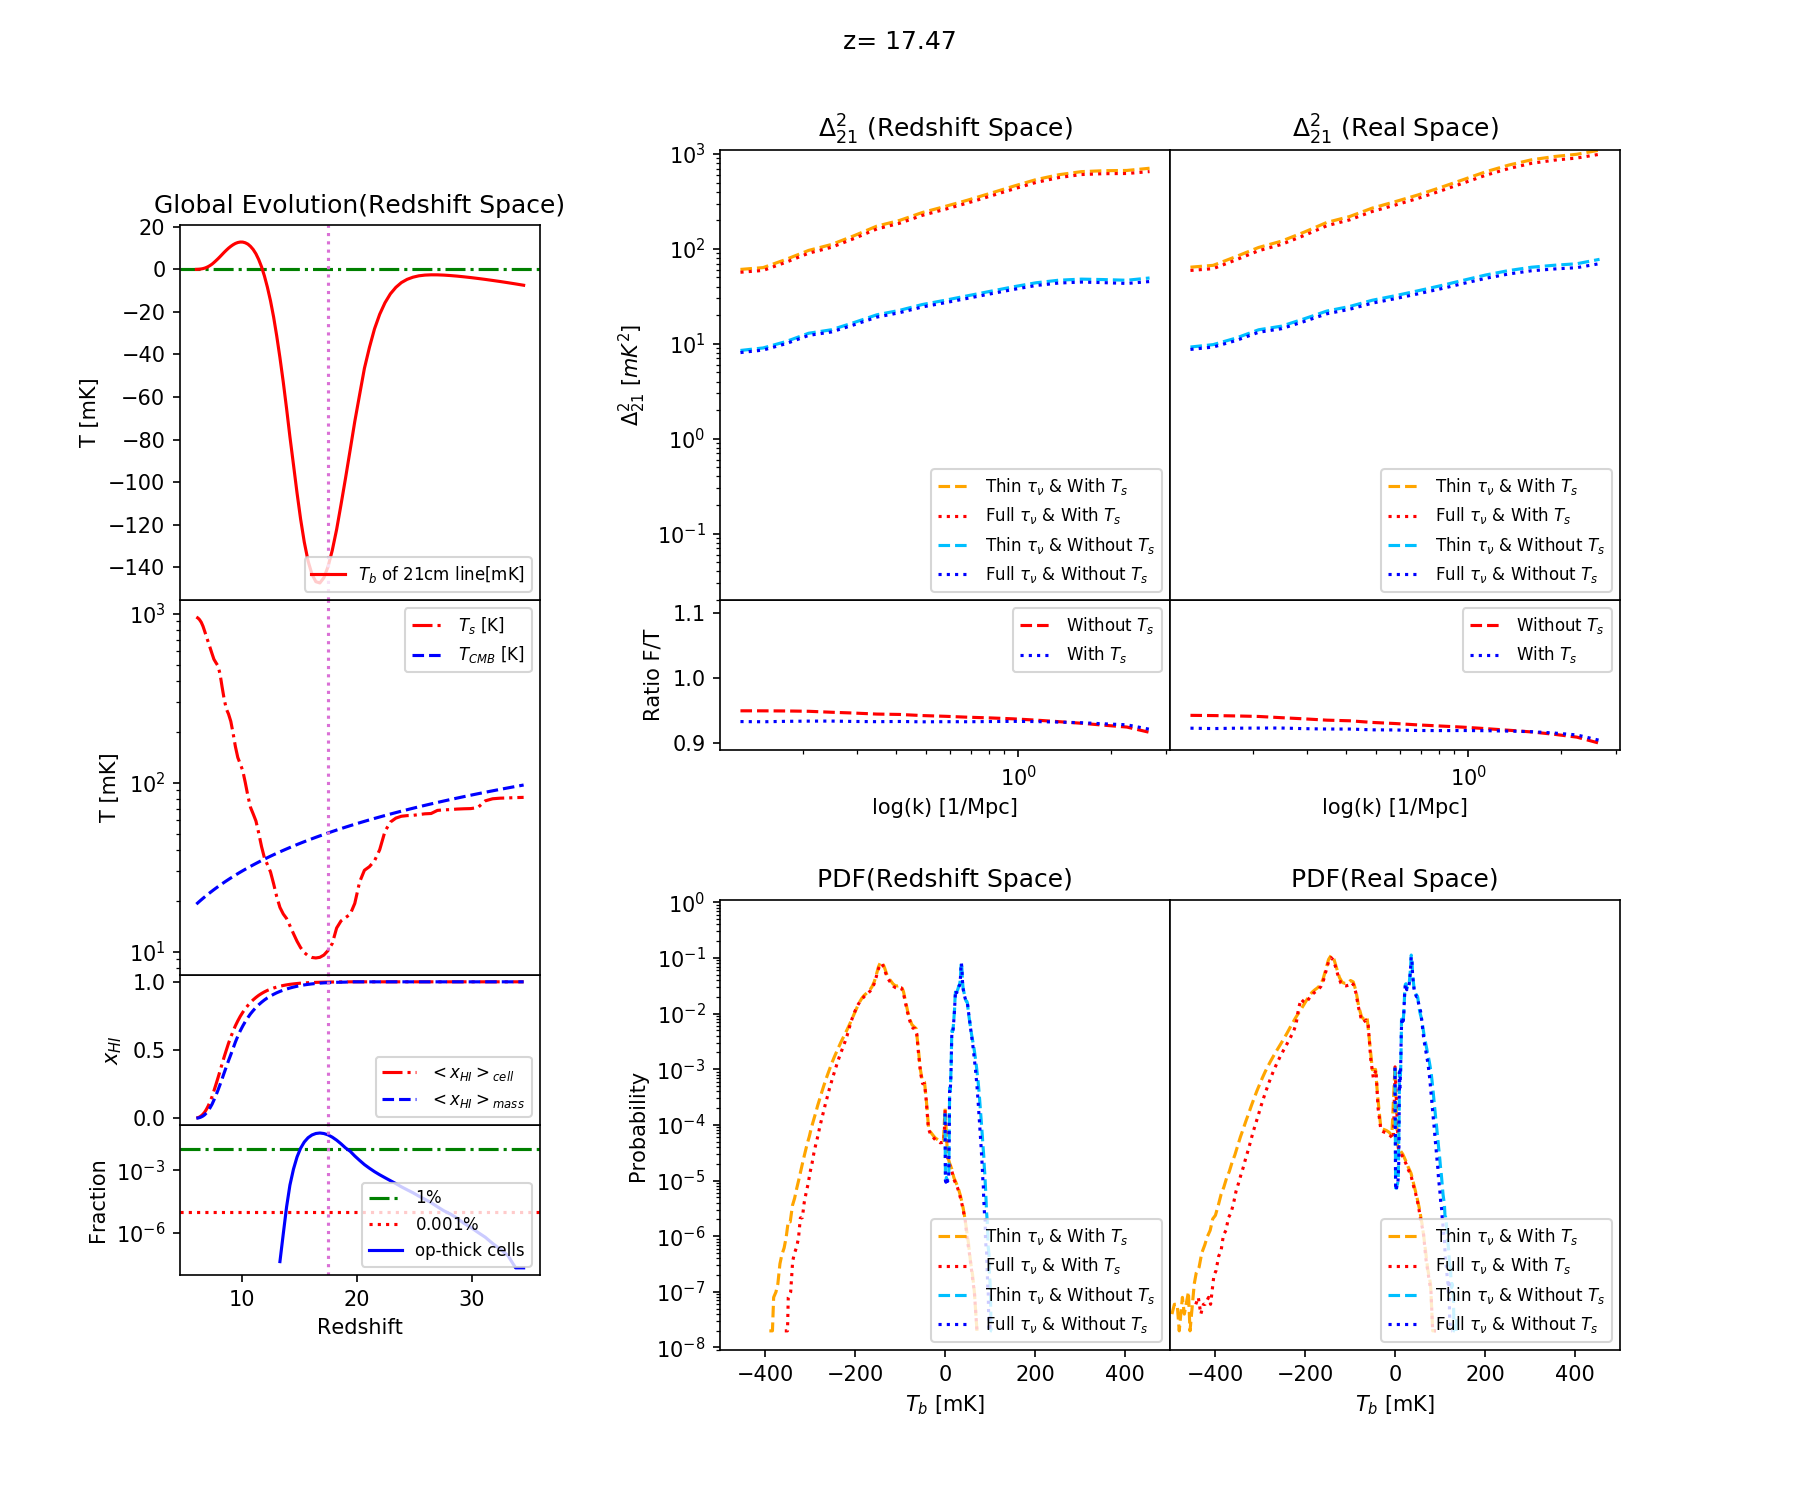 z= 17.47
Global Evolution(Redshift Space)
20
0
−20
−40
−60
−80
−100
−120
−140
T [mK]
T_b of 21cm line[mK]
10^3
10^2
10^1
T [mK]
T_s [K]
T_CMB [K]
1.0
0.5
0.0
x_HI
< x_HI >_cell
< x_HI >_mass
10^−3
10^−6
Fraction
1%
0.001%
op-thick cells
10 20 30
Redshift
Δ^2_21 (Redshift Space)
Δ^2_21 (Real Space)
10^3
10^2
10^1
10^0
10^−1
Δ^2_21 [mK^2]
Thin τ_ν & With T_s
Full τ_ν & With T_s
Thin τ_ν & Without T_s
Full τ_ν & Without T_s
Thin τ_ν & With T_s
Full τ_ν & With T_s
Thin τ_ν & Without T_s
Full τ_ν & Without T_s
1.1
1.0
0.9
Ratio F/T
Without T_s
With T_s
Without T_s
With T_s
10^0
10^0
log(k) [1/Mpc]
log(k) [1/Mpc]
PDF(Redshift Space)
PDF(Real Space)
10^0
10^−1
10^−2
10^−3
10^−4
10^−5
10^−6
10^−7
10^−8
Probability
Thin τ_ν & With T_s
Full τ_ν & With T_s
Thin τ_ν & Without T_s
Full τ_ν & Without T_s
Thin τ_ν & With T_s
Full τ_ν & With T_s
Thin τ_ν & Without T_s
Full τ_ν & Without T_s
−400 −200 0 200 400
−400 −200 0 200 400
T_b [mK]
T_b [mK]